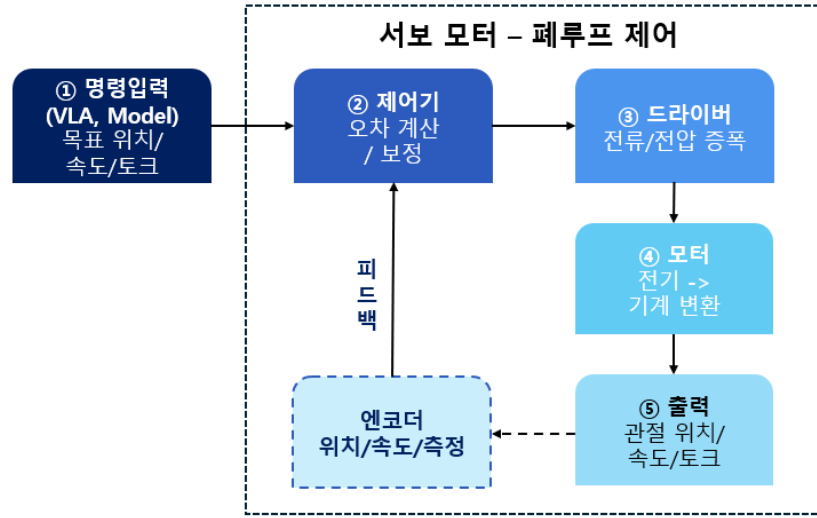 서보 모터 – 폐루프 제어
① 명령입력
(VLA, Model)
목표 위치/
속도/토크
② 제어기
오차 계산
/ 보정
③ 드라이버
전류/전압 증폭
④ 모터
전기 ->
기계 변환
피
드
백
엔코더
위치/속도/측정
⑤ 출력
관절 위치/
속도/토크